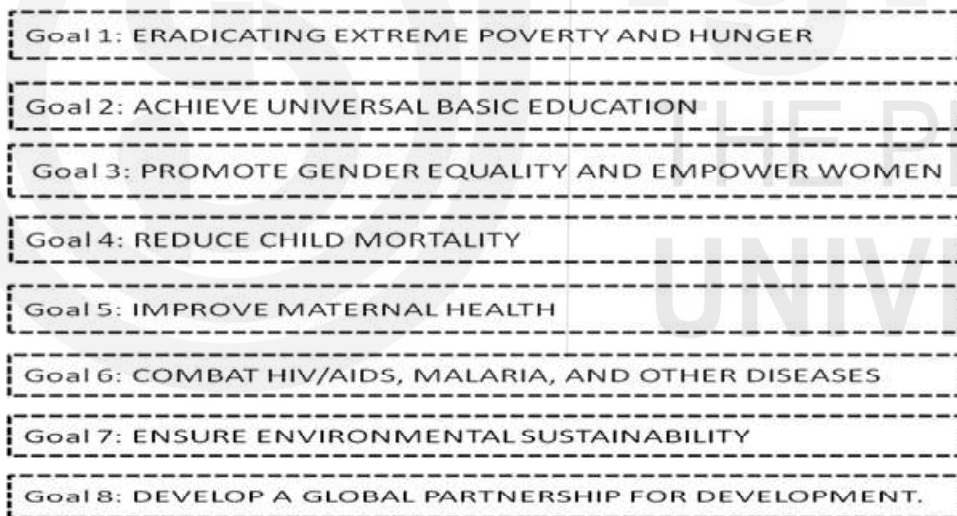 Goal 1: ERADICATING EXTREME POVERTY AND HUNGER
Goal 2: ACHIEVE UNIVERSAL BASIC EDUCATION
Goal 3: PROMOTE GENDER EQUALITY AND EMPOWER WOMEN
Goal 4: REDUCE CHILD MORTALITY
Goal 5: IMPROVE MATERNAL HEALTH
Goal 6: COMBAT HIV/AIDS, MALARIA, AND OTHER DISEASES
Goal 7: ENSURE ENVIRONMENTAL SUSTAINABILITY
Goal 8: DEVELOP A GLOBAL PARTNERSHIP FOR DEVELOPMENT.